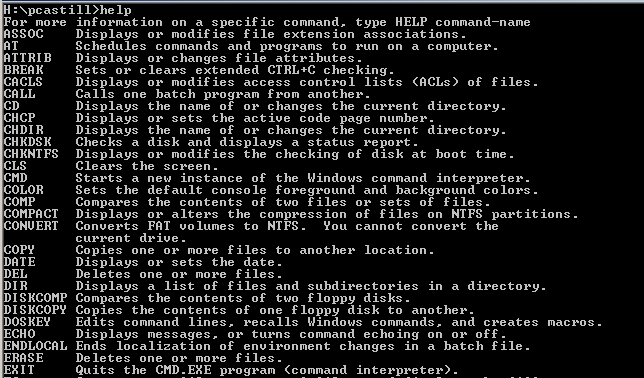 H:\pcastill>help
For more information on a specific command, type HELP command-name
ASSOC    Displays or modifies file extension associations.
AT       Schedules commands and programs to run on a computer.
ATTRIB   Displays or changes file attributes.
BREAK    Sets or clears extended CTRL+C checking.
CACLS    Displays or modifies access control lists (ACLs) of files.
CALL     Calls one batch program from another.
CD       Displays the name of or changes the current directory.
CHCP     Displays or sets the active code page number.
CHDIR    Displays the name of or changes the current directory.
CHKDSK   Checks a disk and displays a status report.
CHKNTFS  Displays or modifies the checking of disk at boot time.
CLS      Clears the screen.
CMD      Starts a new instance of the Windows command interpreter.
COLOR    Sets the default console foreground and background colors.
COMP     Compares the contents of two files or sets of files.
COMPACT  Displays or alters the compression of files on NTFS partitions.
CONVERT  Converts FAT volumes to NTFS.  You cannot convert the
         current drive.
COPY     Copies one or more files to another location.
DATE     Displays or sets the date.
DEL      Deletes one or more files.
DIR      Displays a list of files and subdirectories in a directory.
DISKCOMP Compares the contents of two floppy disks.
DISKCOPY Copies the contents of one floppy disk to another.
DOSKEY   Edits command lines, recalls Windows commands, and creates macros.
ECHO     Displays messages, or turns command echoing on or off.
ENDLOCAL Ends localization of environment changes in a batch file.
ERASE    Deletes one or more files.
EXIT     Quits the CMD.EXE program (command interpreter).